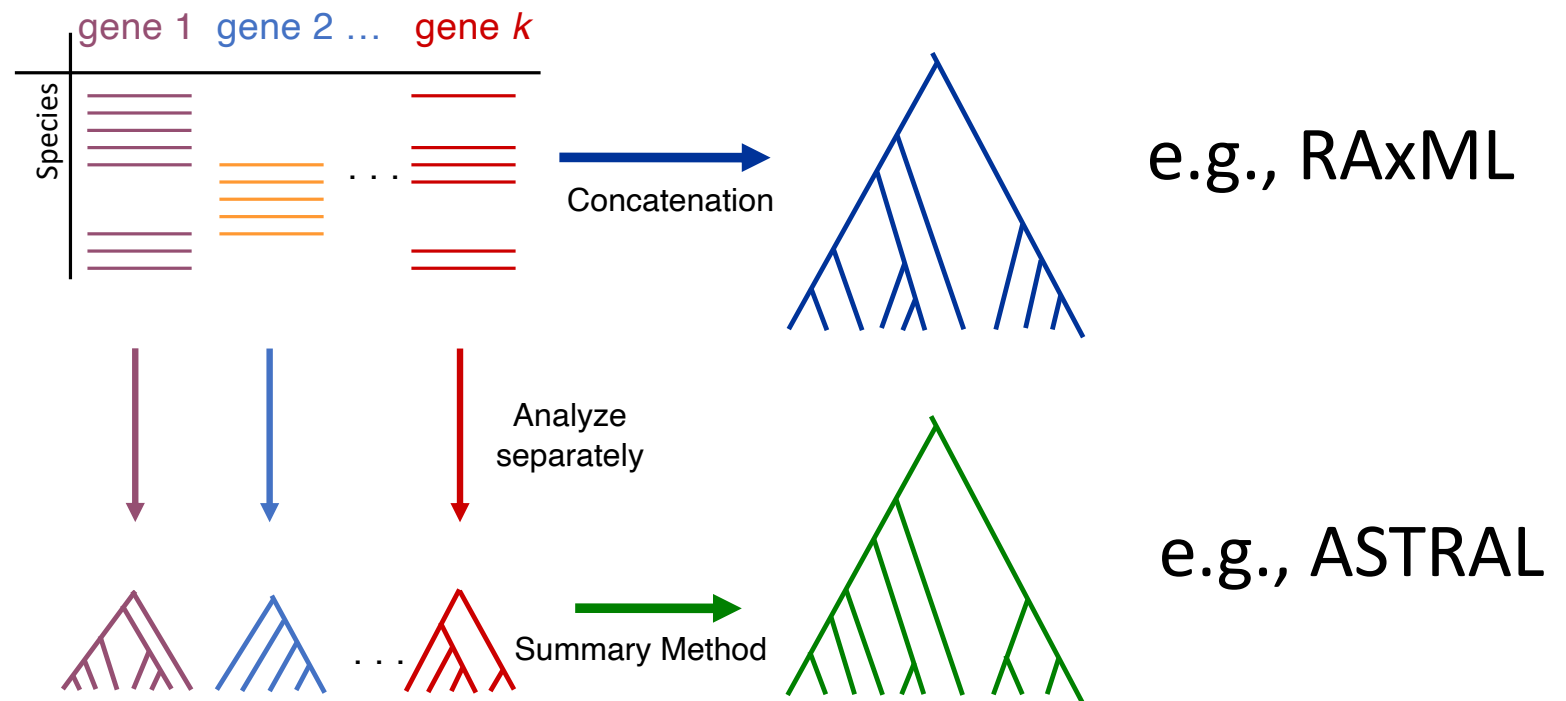 gene 1 gene 2 ... gene k
Species
. . .
Concatenation
e.g., RAxML
Analyze
separately
e.g., ASTRAL
. . .
Summary Method